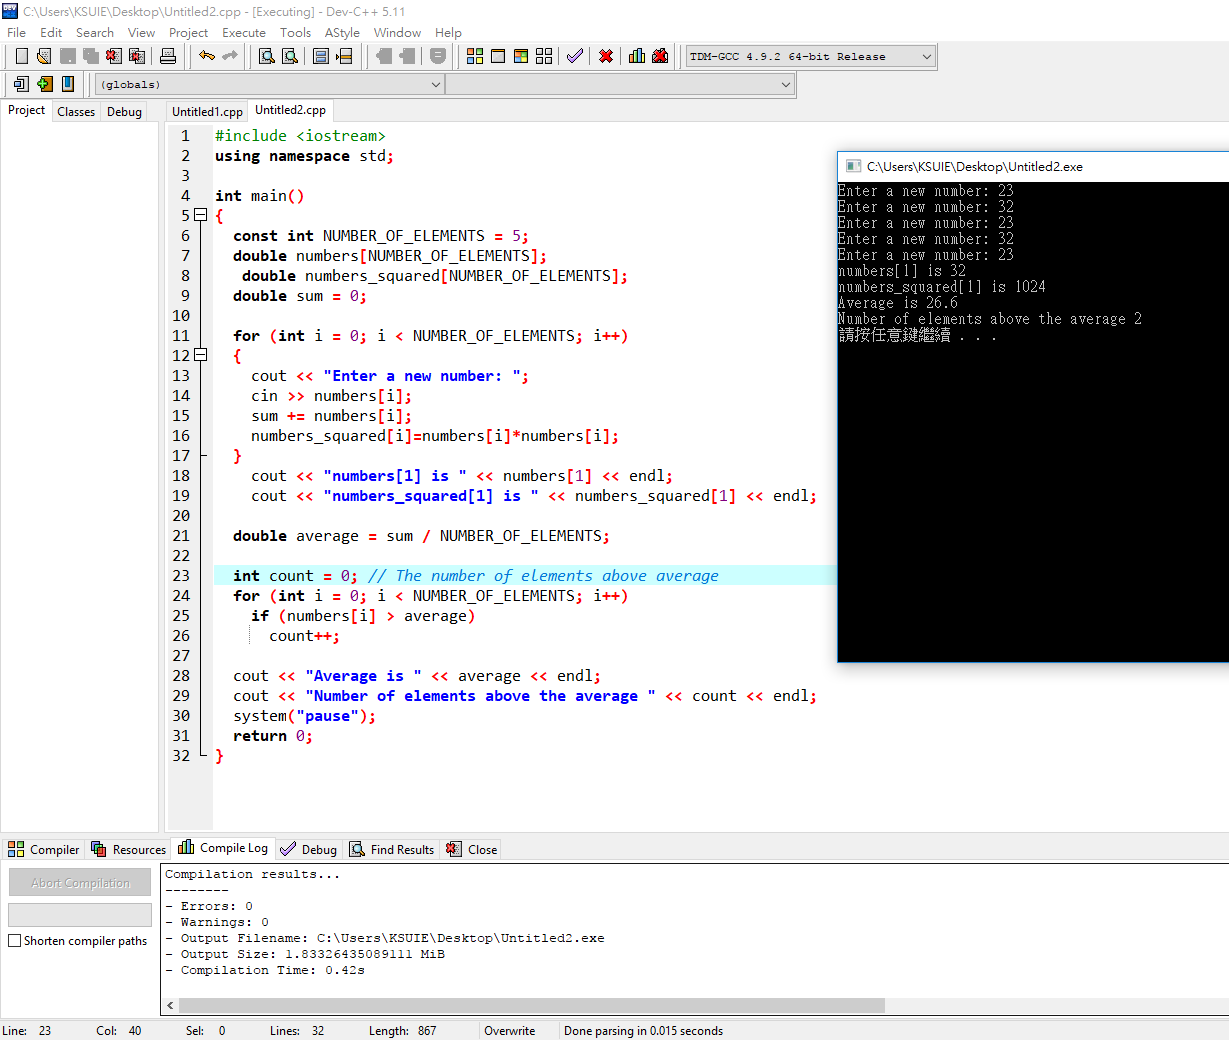 C:\Users\KSUIE\Desktop\Untitled2.cpp - [Executing] - Dev-C++ 5.11
File Edit Search View Project Execute Tools AStyle Window Help
TDM-GCC 4.9.2 64-bit Release
(globals)
Project Classes Debug
Untitled1.cpp Untitled2.cpp
1 #include <iostream>
2 using namespace std;
3
4 int main()
5 {
6 const int NUMBER_OF_ELEMENTS = 5;
7 double numbers[NUMBER_OF_ELEMENTS];
8 double numbers_squared[NUMBER_OF_ELEMENTS];
9 double sum = 0;
10
11 for (int i = 0; i < NUMBER_OF_ELEMENTS; i++)
12 {
13 cout << "Enter a new number: ";
14 cin >> numbers[i];
15 sum += numbers[i];
16 numbers_squared[i]=numbers[i]*numbers[i];
17 }
18 cout << "numbers[1] is " << numbers[1] << endl;
19 cout << "numbers_squared[1] is " << numbers_squared[1] << endl;
20
21 double average = sum / NUMBER_OF_ELEMENTS;
22
23 int count = 0; // The number of elements above average
24 for (int i = 0; i < NUMBER_OF_ELEMENTS; i++)
25 if (numbers[i] > average)
26 count++;
27
28 cout << "Average is " << average << endl;
29 cout << "Number of elements above the average " << count << endl;
30 system("pause");
31 return 0;
32 }
C:\Users\KSUIE\Desktop\Untitled2.exe
Enter a new number: 23
Enter a new number: 32
Enter a new number: 23
Enter a new number: 32
Enter a new number: 23
numbers[1] is 32
numbers_squared[1] is 1024
Average is 26.6
Number of elements above the average 2
請按任意鍵繼續 . . .
Compiler Resources Compile Log Debug Find Results Close
Abort Compilation
Shorten compiler paths
Compilation results...
--------
- Errors: 0
- Warnings: 0
- Output Filename: C:\Users\KSUIE\Desktop\Untitled2.exe
- Output Size: 1.83326435089111 MiB
- Compilation Time: 0.42s
Line: 23 Col: 40 Sel: 0 Lines: 32 Length: 867 Overwrite Done parsing in 0.015 seconds